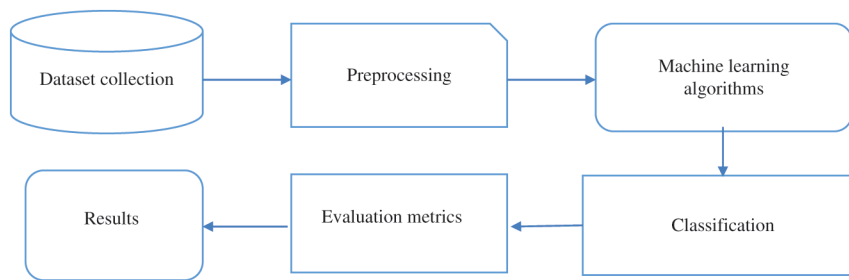 Dataset collection
Preprocessing
Machine learning
algorithms
Results
Evaluation metrics
Classification